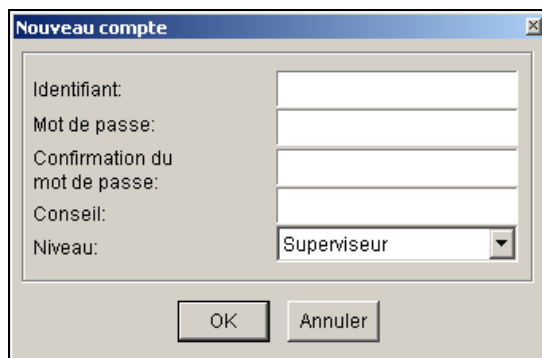 Nouveau compte
Identifiant:
Mot de passe:
Confirmation du
mot de passe:
Conseil:
Niveau: Superviseur
OK Annuler